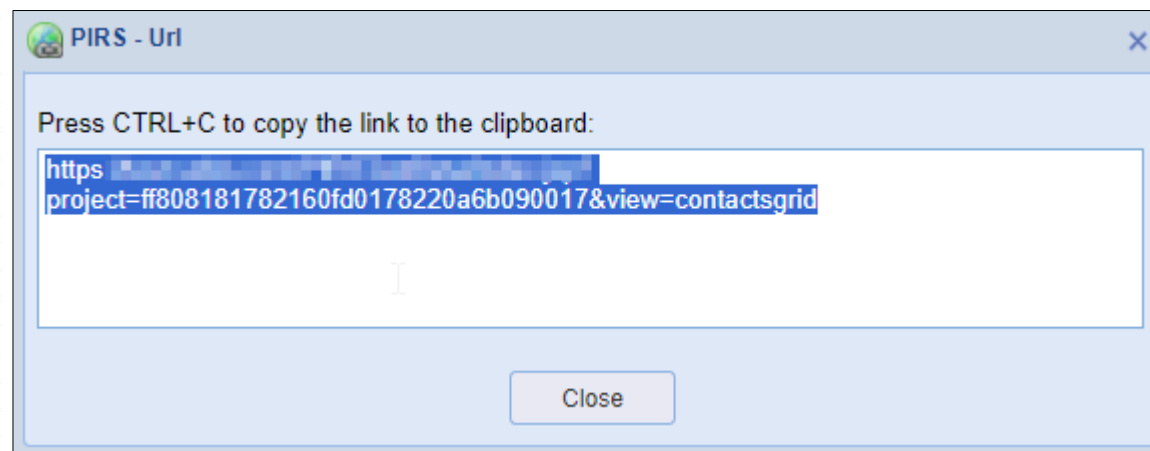 PIRS - Url
Press CTRL+C to copy the link to the clipboard:
https
project=ff808181782160fd0178220a6b090017&view=contactsgrid
Close